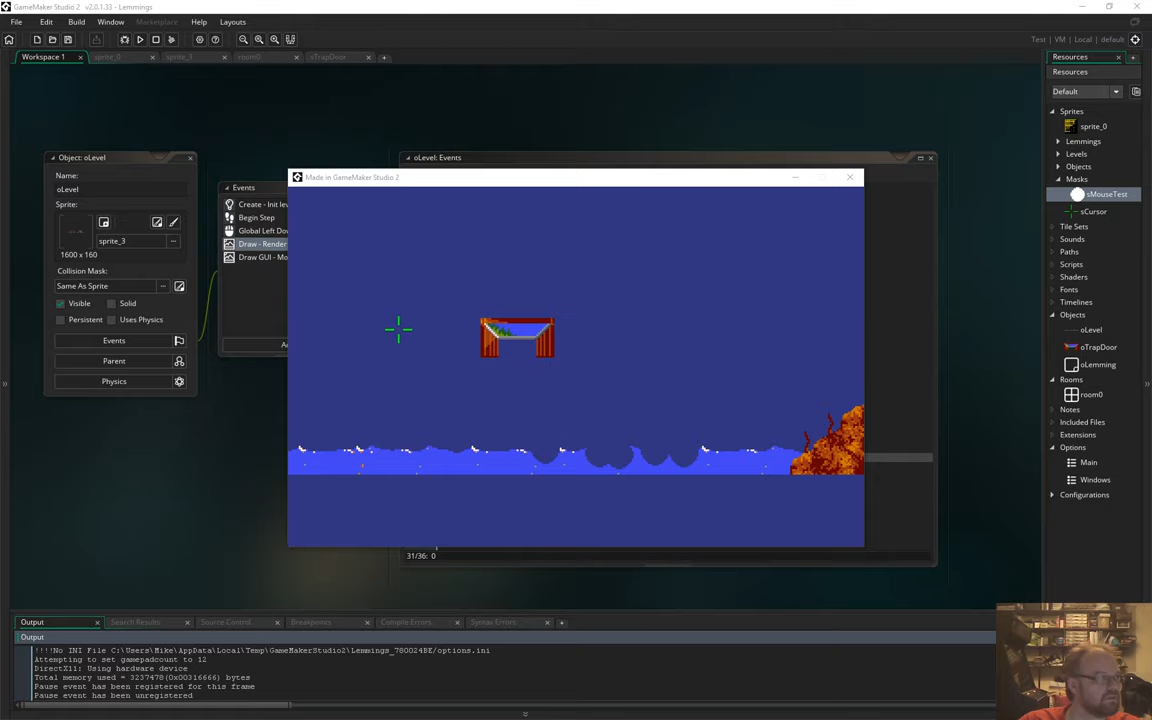 GameMaker Studio 2   v2.0.1.33 - Lemmings
File Edit Build Window Marketplace Help Layouts
Test | VM | Local | default
Workspace 1 sprite_0 sprite_1 room0 oTrapDoor
Resources
Resources
Default
Sprites
sprite_0
Lemmings
Levels
Objects
Masks
sMouseTest
sCursor
Tile Sets
Sounds
Paths
Scripts
Shaders
Fonts
Timelines
Objects
oLevel
oTrapDoor
oLemming
Rooms
room0
Notes
Included Files
Extensions
Options
Main
Windows
Configurations
Object: oLevel
Name:
oLevel
Sprite:
sprite_3
1600 x 160
Collision Mask:
Same As Sprite
Visible Solid
Persistent Uses Physics
Events
Parent
Physics
Events
Create - Init lev
Begin Step
Global Left Dow
Draw - Render
Draw GUI - Mo
oLevel: Events
Made in GameMaker Studio 2
31/36: 0
Output Search Results Source Control Breakpoints Compile Errors Syntax Errors
Output
!!!!No INI File C:\Users\Mike\AppData\Local\Temp\GameMakerStudio2\Lemmings_780024BE/options.ini
Attempting to set gamepadcount to 12
DirectX11: Using hardware device
Total memory used = 3237478(0x00316666) bytes
Pause event has been registered for this frame
Pause event has been unregistered